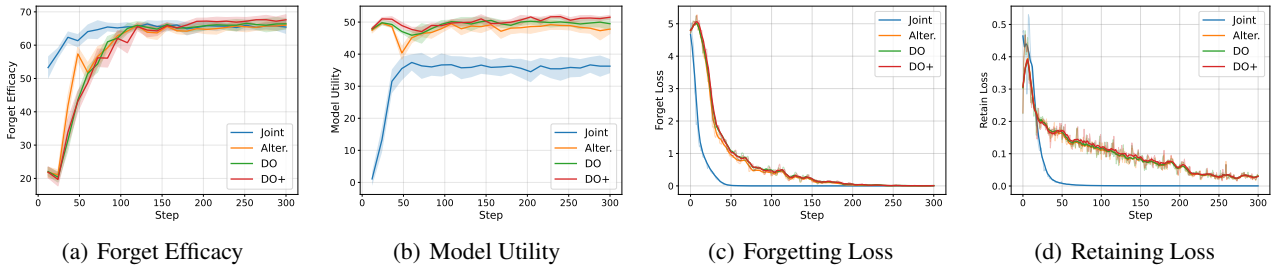 70
60
50
40
30
20
Forget Efficacy
0
50
100
150
200
250
300
Step
Joint
Alter.
DO
DO+
(a) Forget Efficacy
50
40
30
20
10
0
Model Utility
0
50
100
150
200
250
300
Step
Joint
Alter.
DO
DO+
(b) Model Utility
5
4
3
2
1
0
Forget Loss
0
50
100
150
200
250
300
Step
Joint
Alter.
DO
DO+
(c) Forgetting Loss
0.5
0.4
0.3
0.2
0.1
0.0
Retain Loss
0
50
100
150
200
250
300
Step
Joint
Alter.
DO
DO+
(d) Retaining Loss